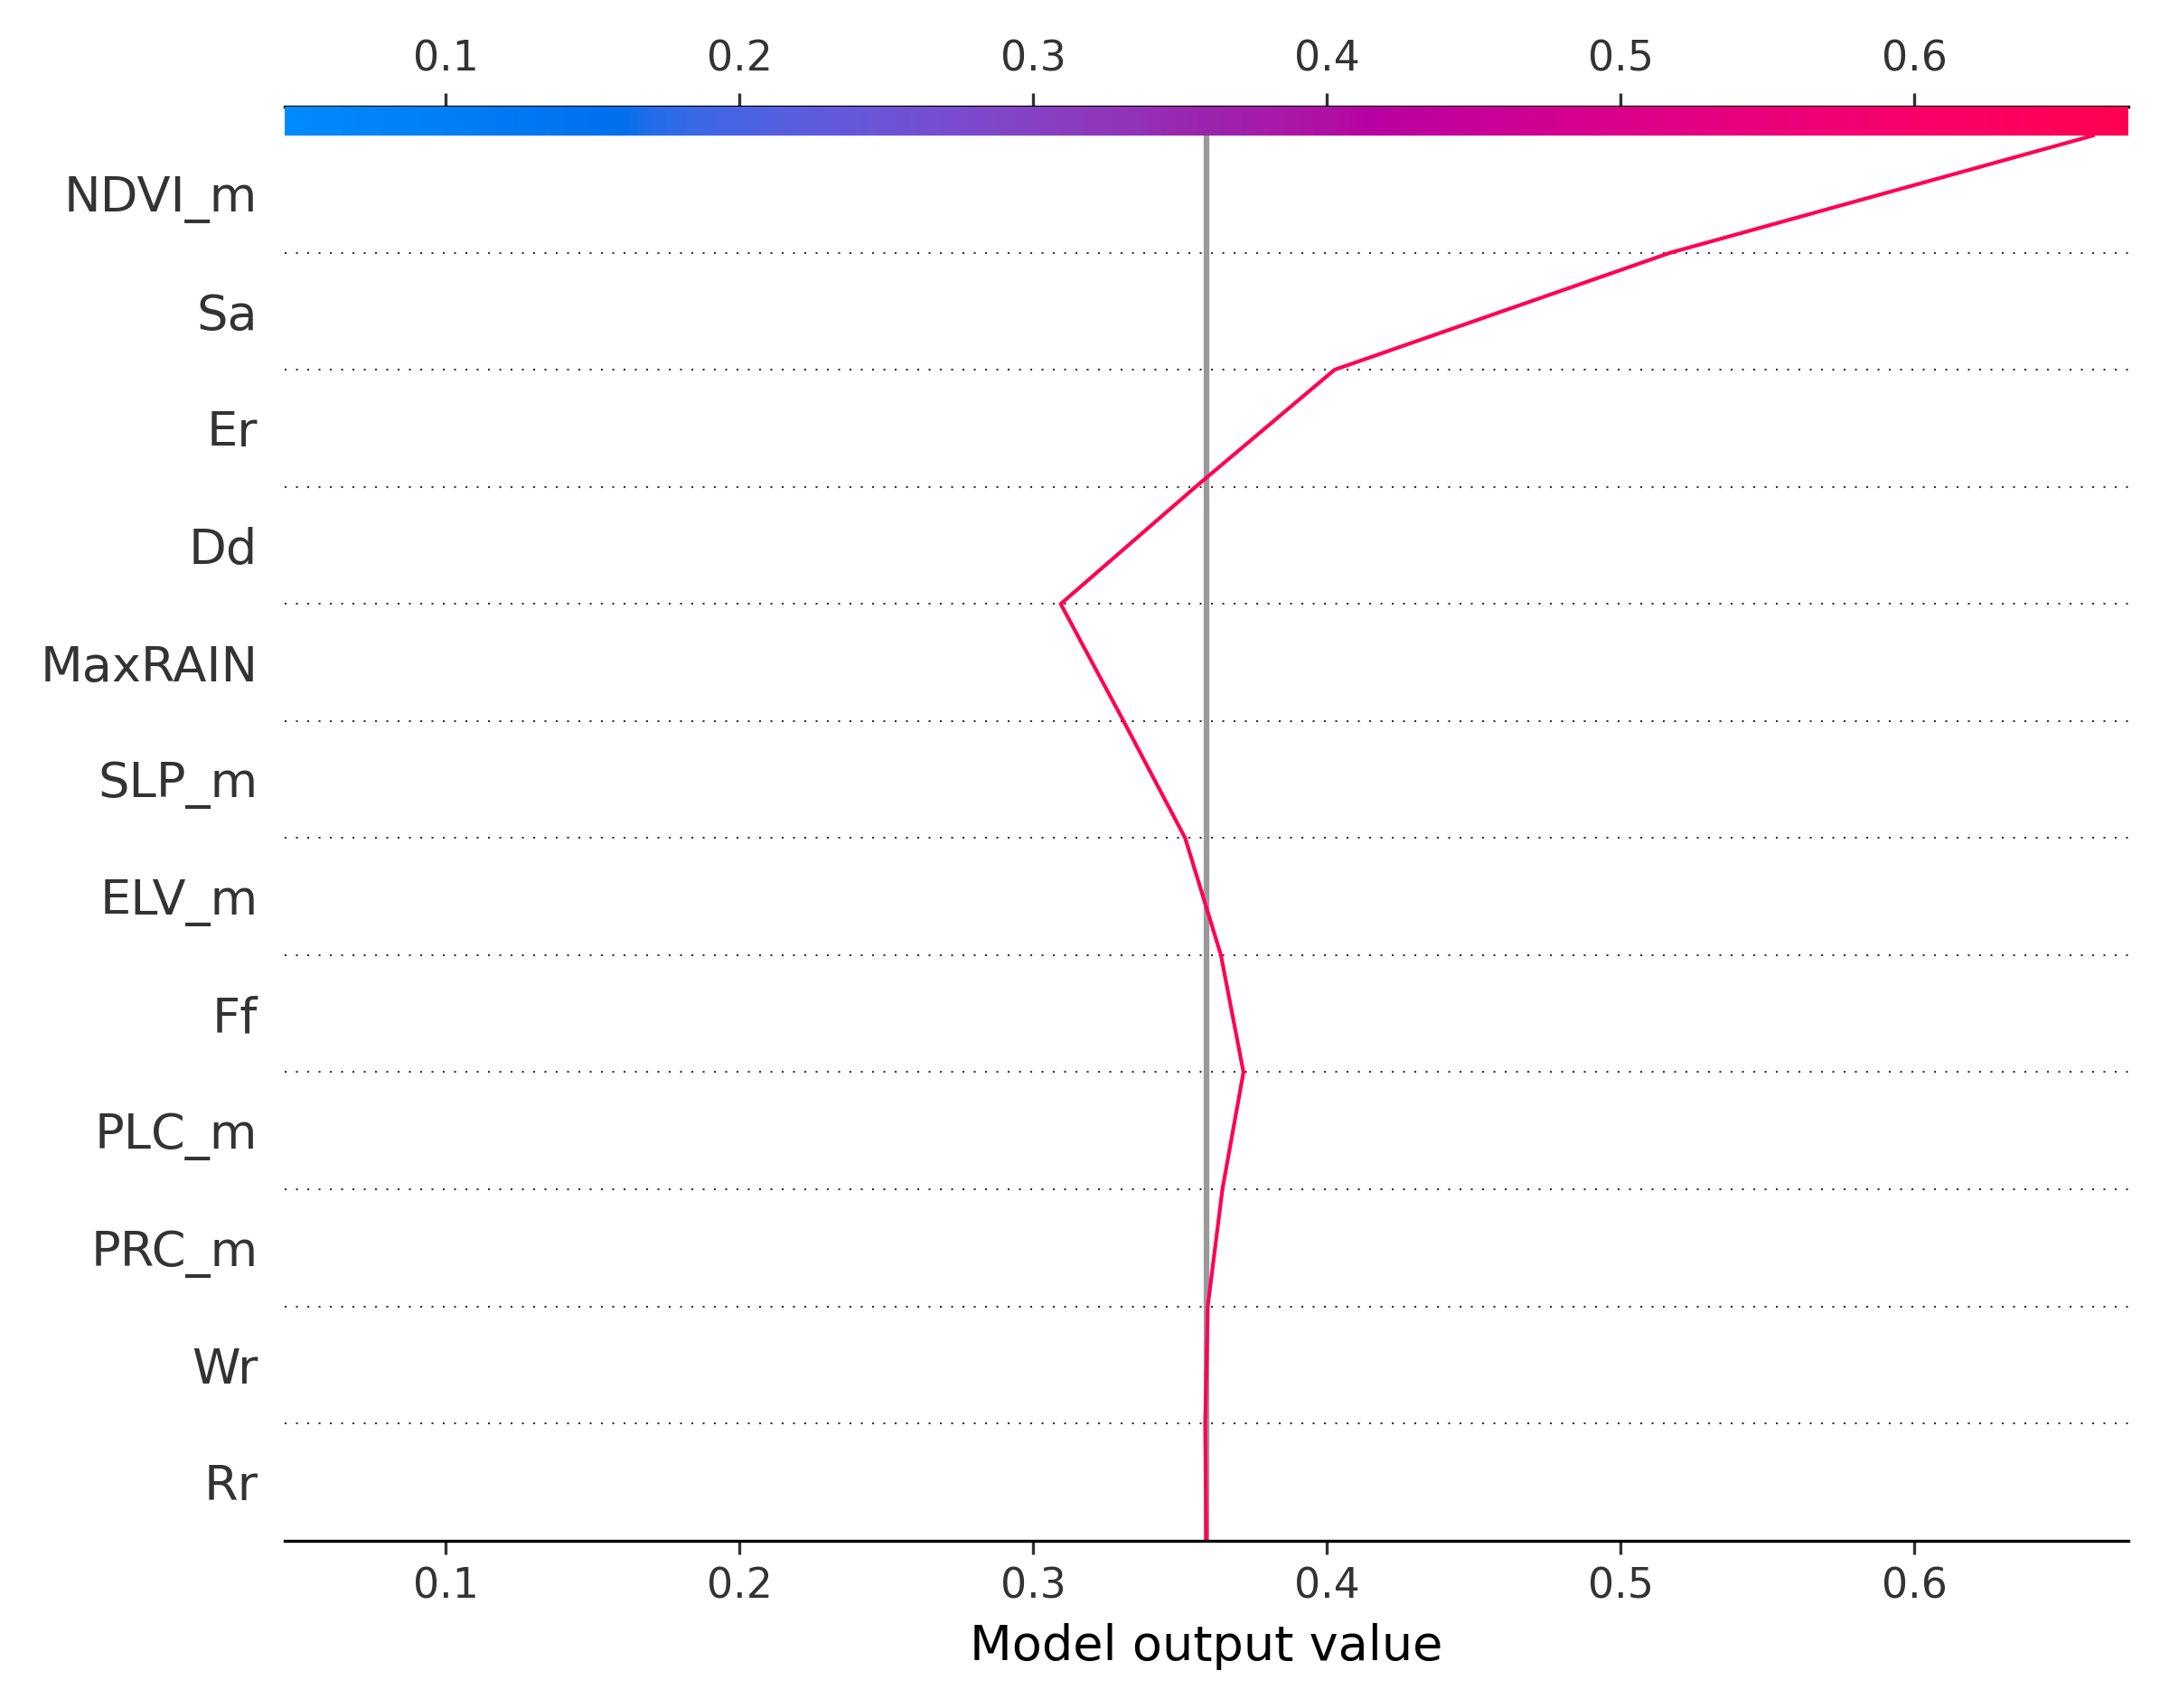 0.1 0.2 0.3 0.4 0.5 0.6
NDVI_m
Sa
Er
Dd
MaxRAIN
SLP_m
ELV_m
Ff
PLC_m
PRC_m
Wr
Rr
0.1 0.2 0.3 0.4 0.5 0.6
Model output value